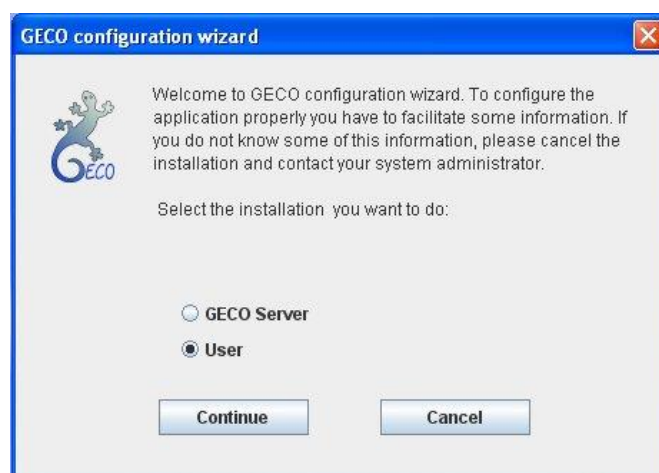 GECO configuration wizard
Welcome to GECO configuration wizard. To configure the
application properly you have to facilitate some information. If
you do not know some of this information, please cancel the
installation and contact your system administrator.
GECO
Select the installation you want to do:
GECO Server
User
Continue
Cancel